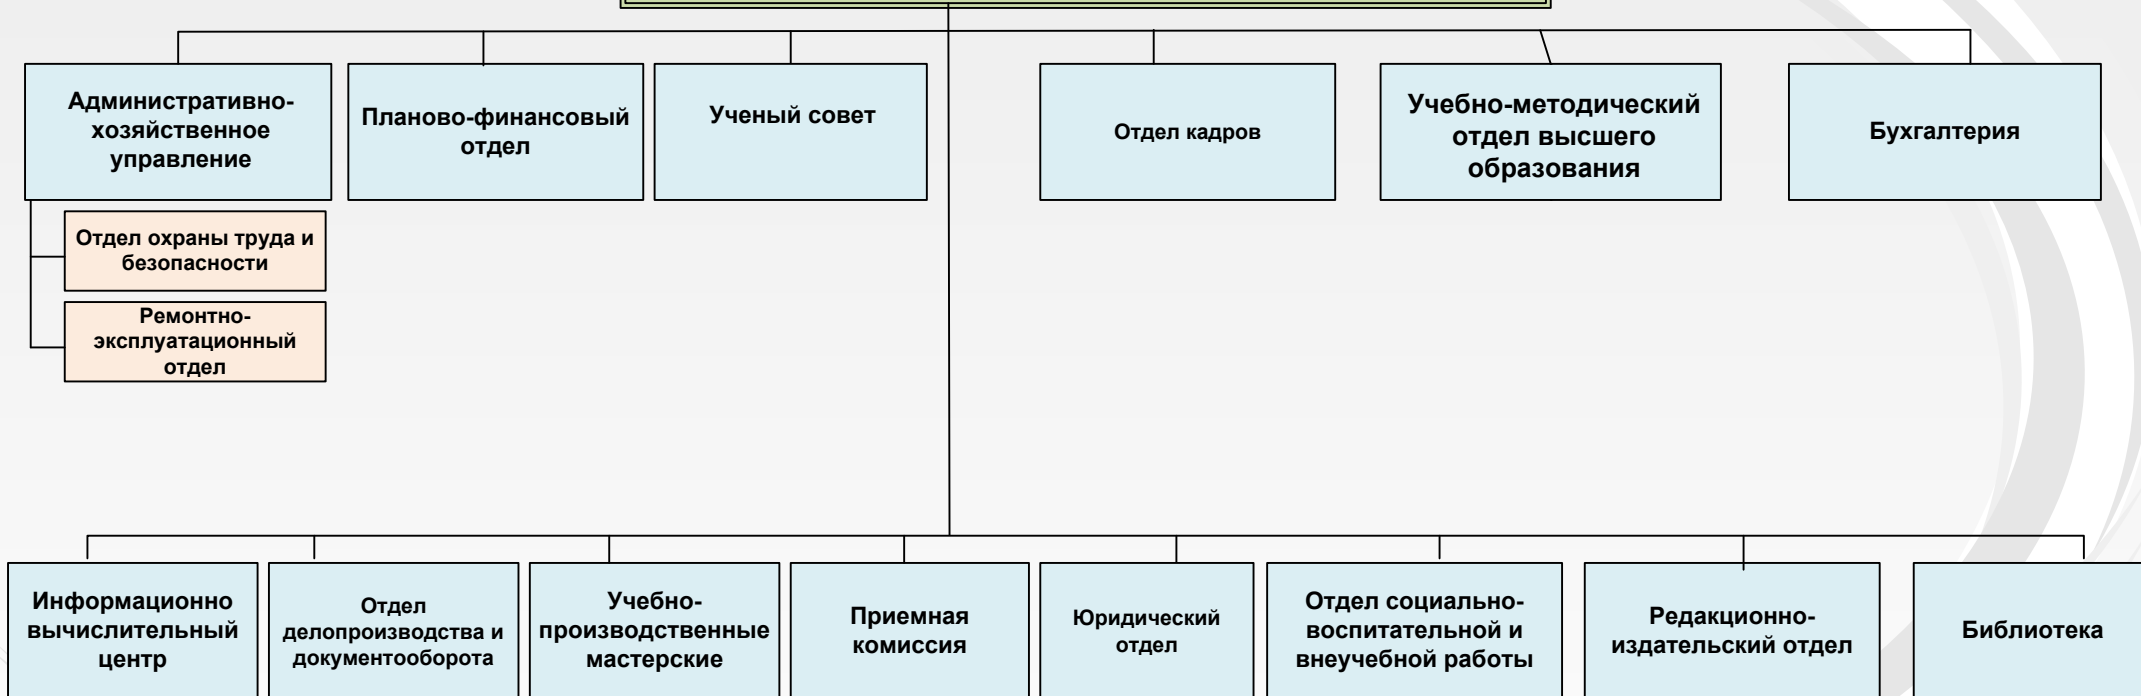 Административно-
хозяйственное
управление
Планово-финансовый
отдел
Ученый совет
Отдел кадров
Учебно-методический
отдел высшего
образования
Бухгалтерия
Отдел охраны труда и
безопасности
Ремонтно-
эксплуатационный
отдел
Информационно
вычислительный
центр
Отдел
делопроизводства и
документооборота
Учебно-
производственные
мастерские
Приемная
комиссия
Юридический
отдел
Отдел социально-
воспитательной и
внеучебной работы
Редакционно-
издательский отдел
Библиотека